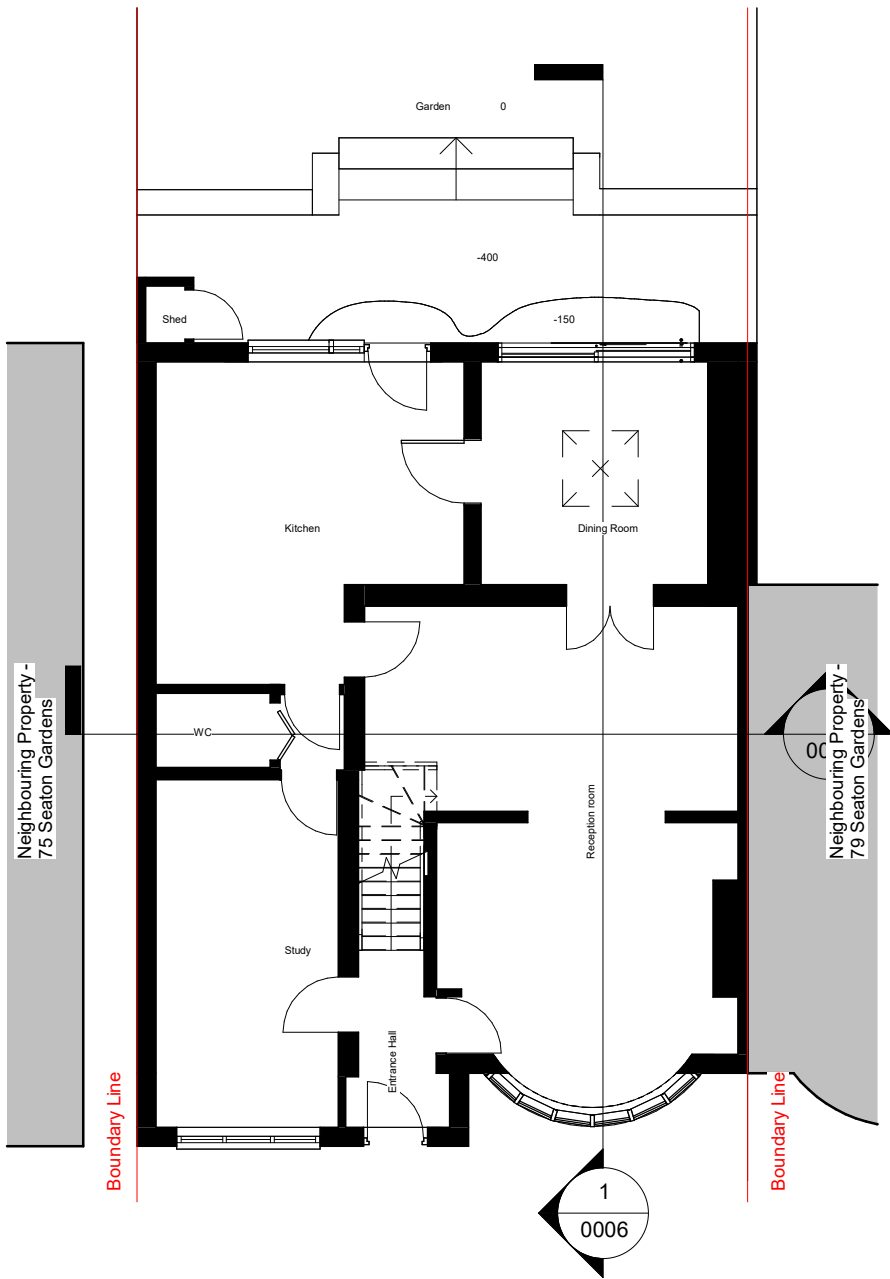 Garden 0
-400
Shed
-150
Kitchen
Dining Room
Neighbouring Property -
75 Seaton Gardens
WC
Reception room
00
Neighbouring Property -
79 Seaton Gardens
Study
Entrance Hall
Boundary Line
Boundary Line
1
0006